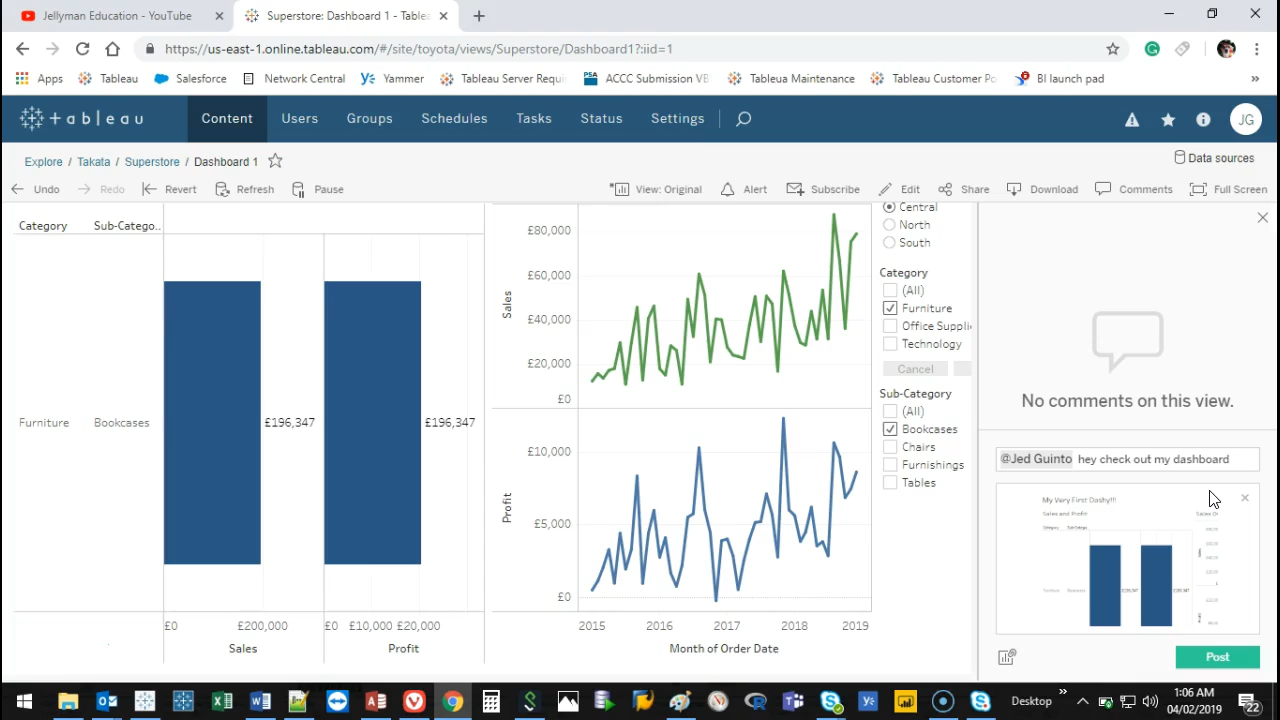 Jellyman Education - YouTube
Superstore: Dashboard 1 - Table
https://us-east-1.online.tableau.com/#/site/toyota/views/Superstore/Dashboard1?:iid=1
Apps Tableau Salesforce Network Central Yammer Tableau Server Requi PSA ACCC Submission VB Tableua Maintenance Tableau Customer Po BI launch pad
+ a b l e a u Content Users Groups Schedules Tasks Status Settings JG
Explore / Takata / Superstore / Dashboard 1 Data sources
Undo Redo Revert Refresh Pause View: Original Alert Subscribe Edit Share Download Comments Full Screen
Category Sub-Catego..
Furniture Bookcases £196,347 £196,347
£0 £200,000 £0 £10,000 £20,000
Sales Profit
£80,000
£60,000
£40,000
£20,000
£0
Sales
£10,000
£5,000
£0
Profit
2015 2016 2017 2018 2019
Month of Order Date
Central
North
South
Category
(All)
Furniture
Office Suppli
Technology
Cancel
Sub-Category
(All)
Bookcases
Chairs
Furnishings
Tables
No comments on this view.
@Jed Guinto hey check out my dashboard
My Very First Dashy!!!
Sales and Profit
Post
Desktop
1:06 AM
04/02/2019
22